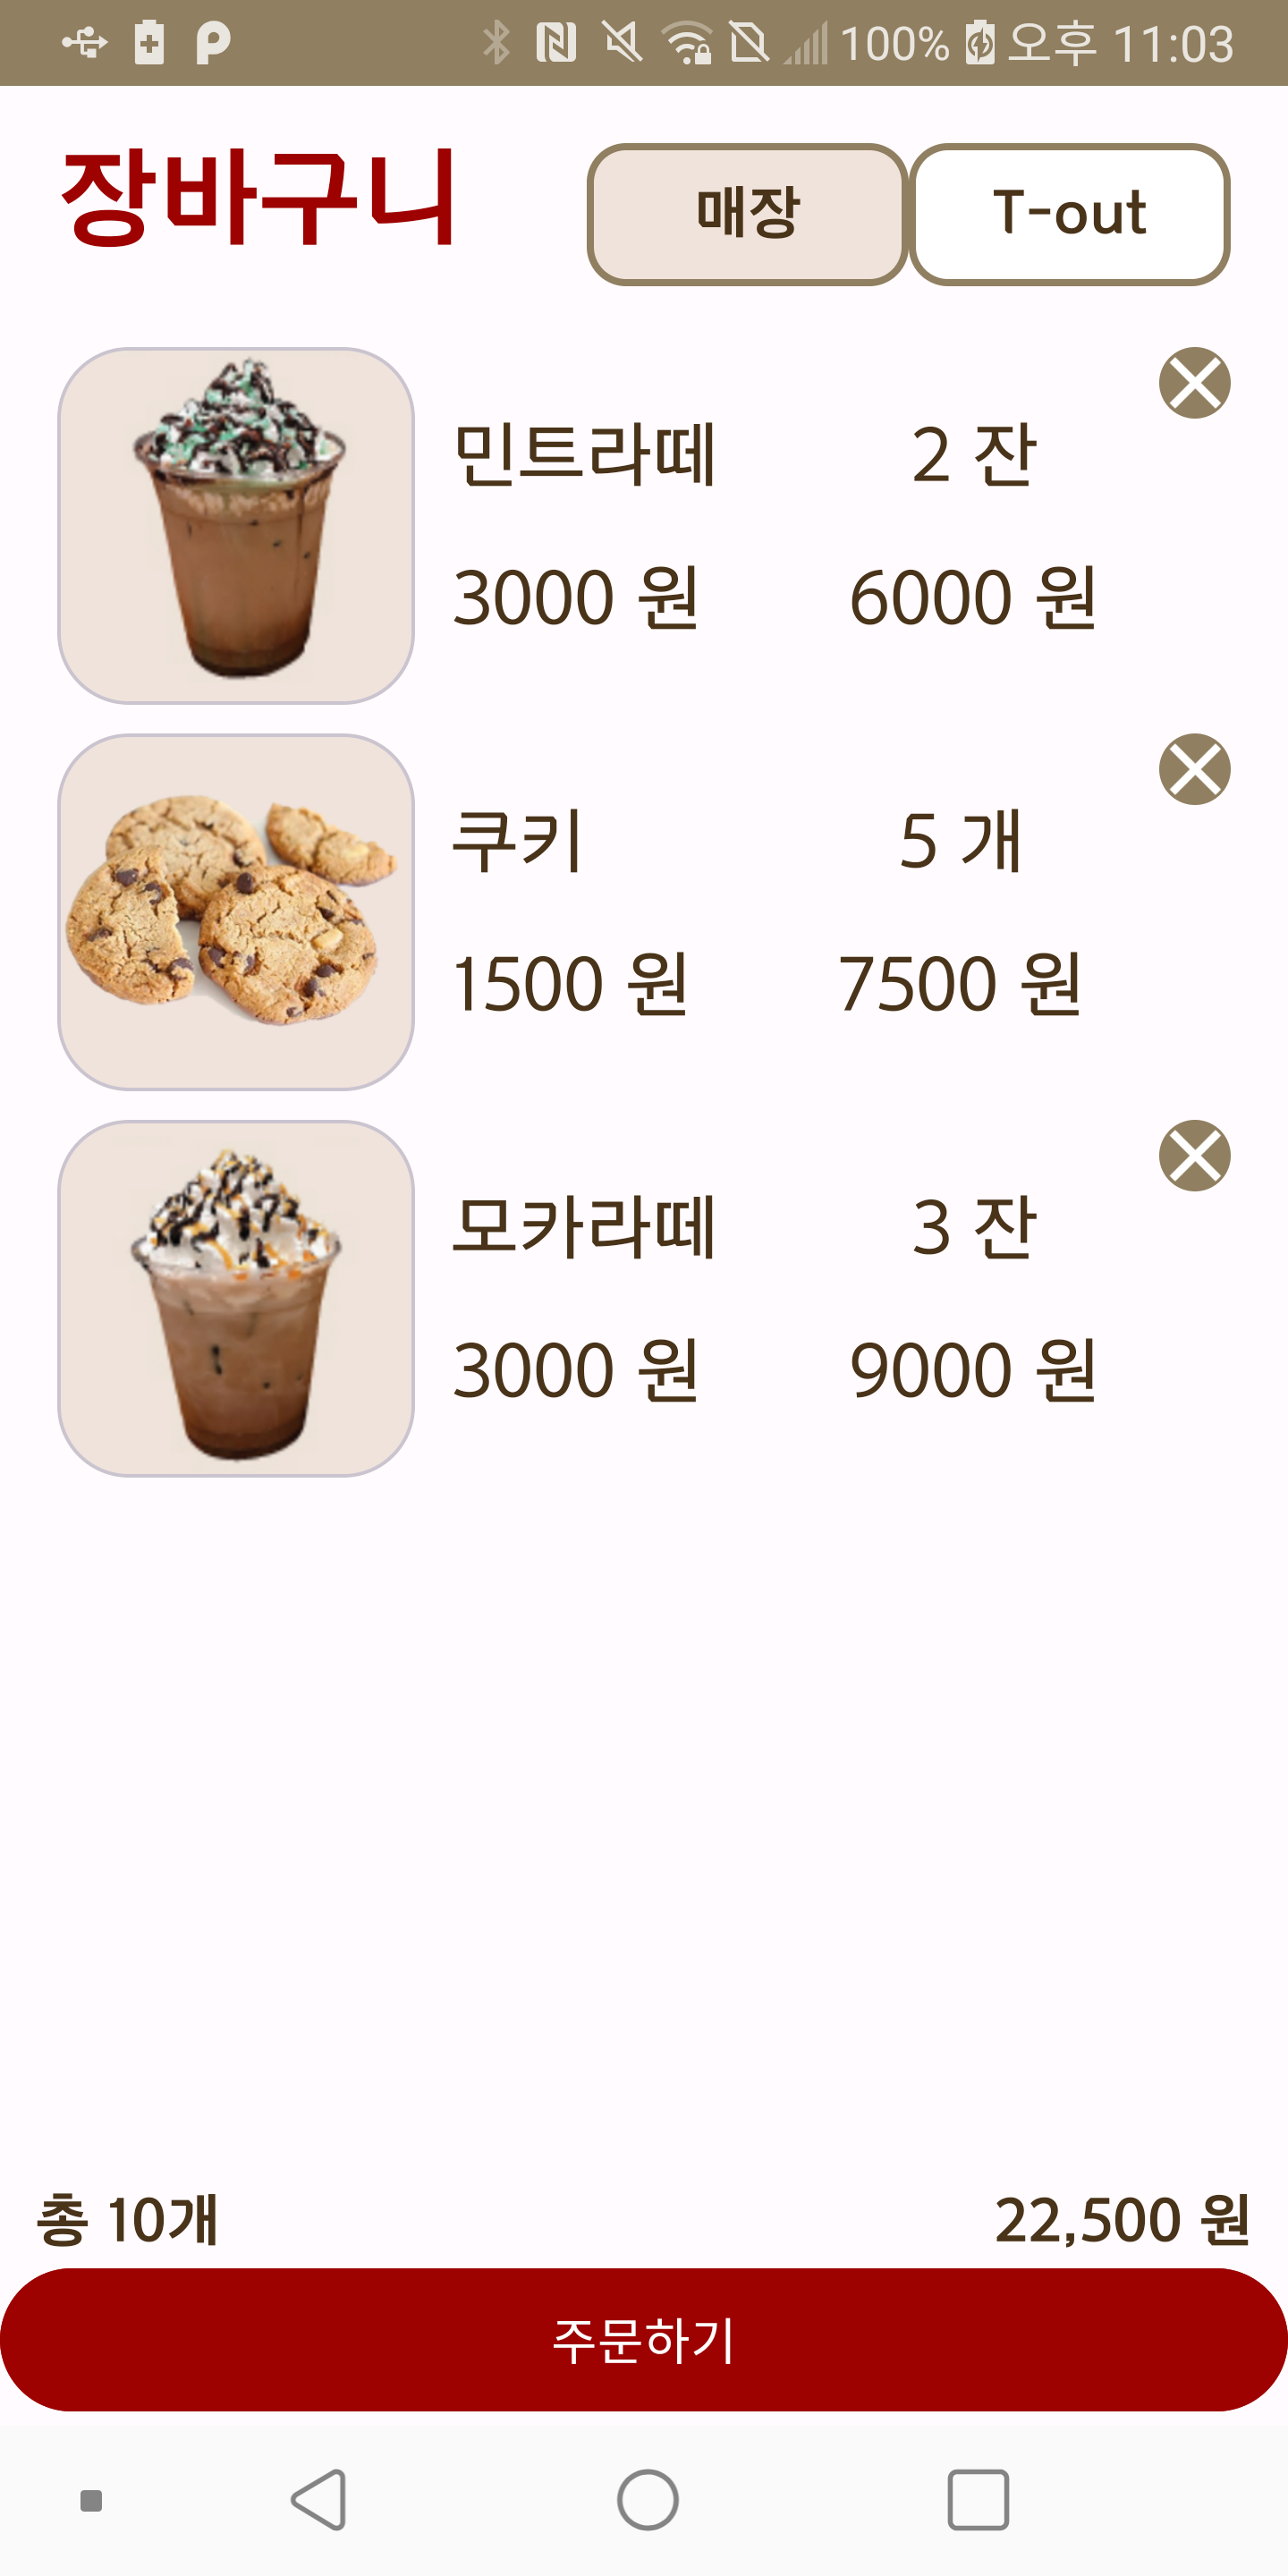 100% 오후 11:03
장바구니 매장 T-out
민트라떼 2 잔
3000 원 6000 원
쿠키 5 개
1500 원 7500 원
모카라떼 3 잔
3000 원 9000 원
총 10개 22,500 원
주문하기